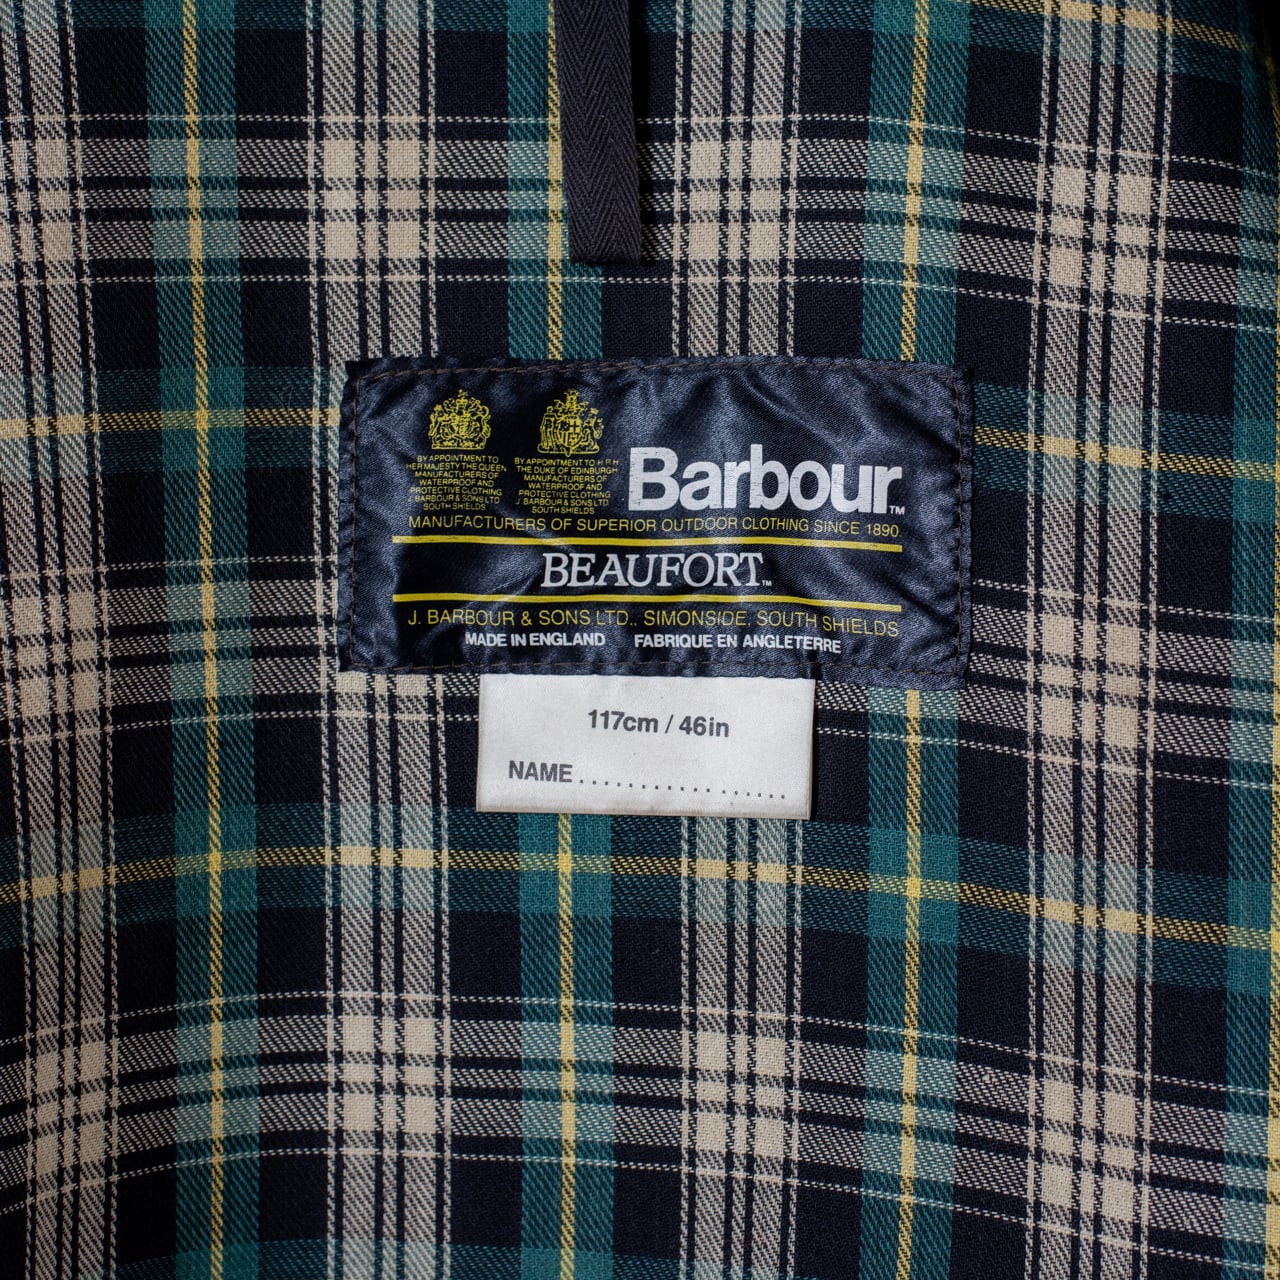 BY APPOINTMENT TO
HER MAJESTY THE QUEEN
MANUFACTURERS OF
WATERPROOF AND
PROTECTIVE CLOTHING
J. BARBOUR & SONS LTD
SOUTH SHIELDS
BY APPOINTMENT TO H R H
THE DUKE OF EDINBURGH
MANUFACTURERS OF
WATERPROOF AND
PROTECTIVE CLOTHING
J. BARBOUR & SONS LTD
SOUTH SHIELDS
Barbour™
MANUFACTURERS OF SUPERIOR OUTDOOR CLOTHING SINCE 1890
BEAUFORT™
J. BARBOUR & SONS LTD., SIMONSIDE, SOUTH SHIELDS
MADE IN ENGLAND FABRIQUE EN ANGLETERRE
117cm / 46in
NAME..................